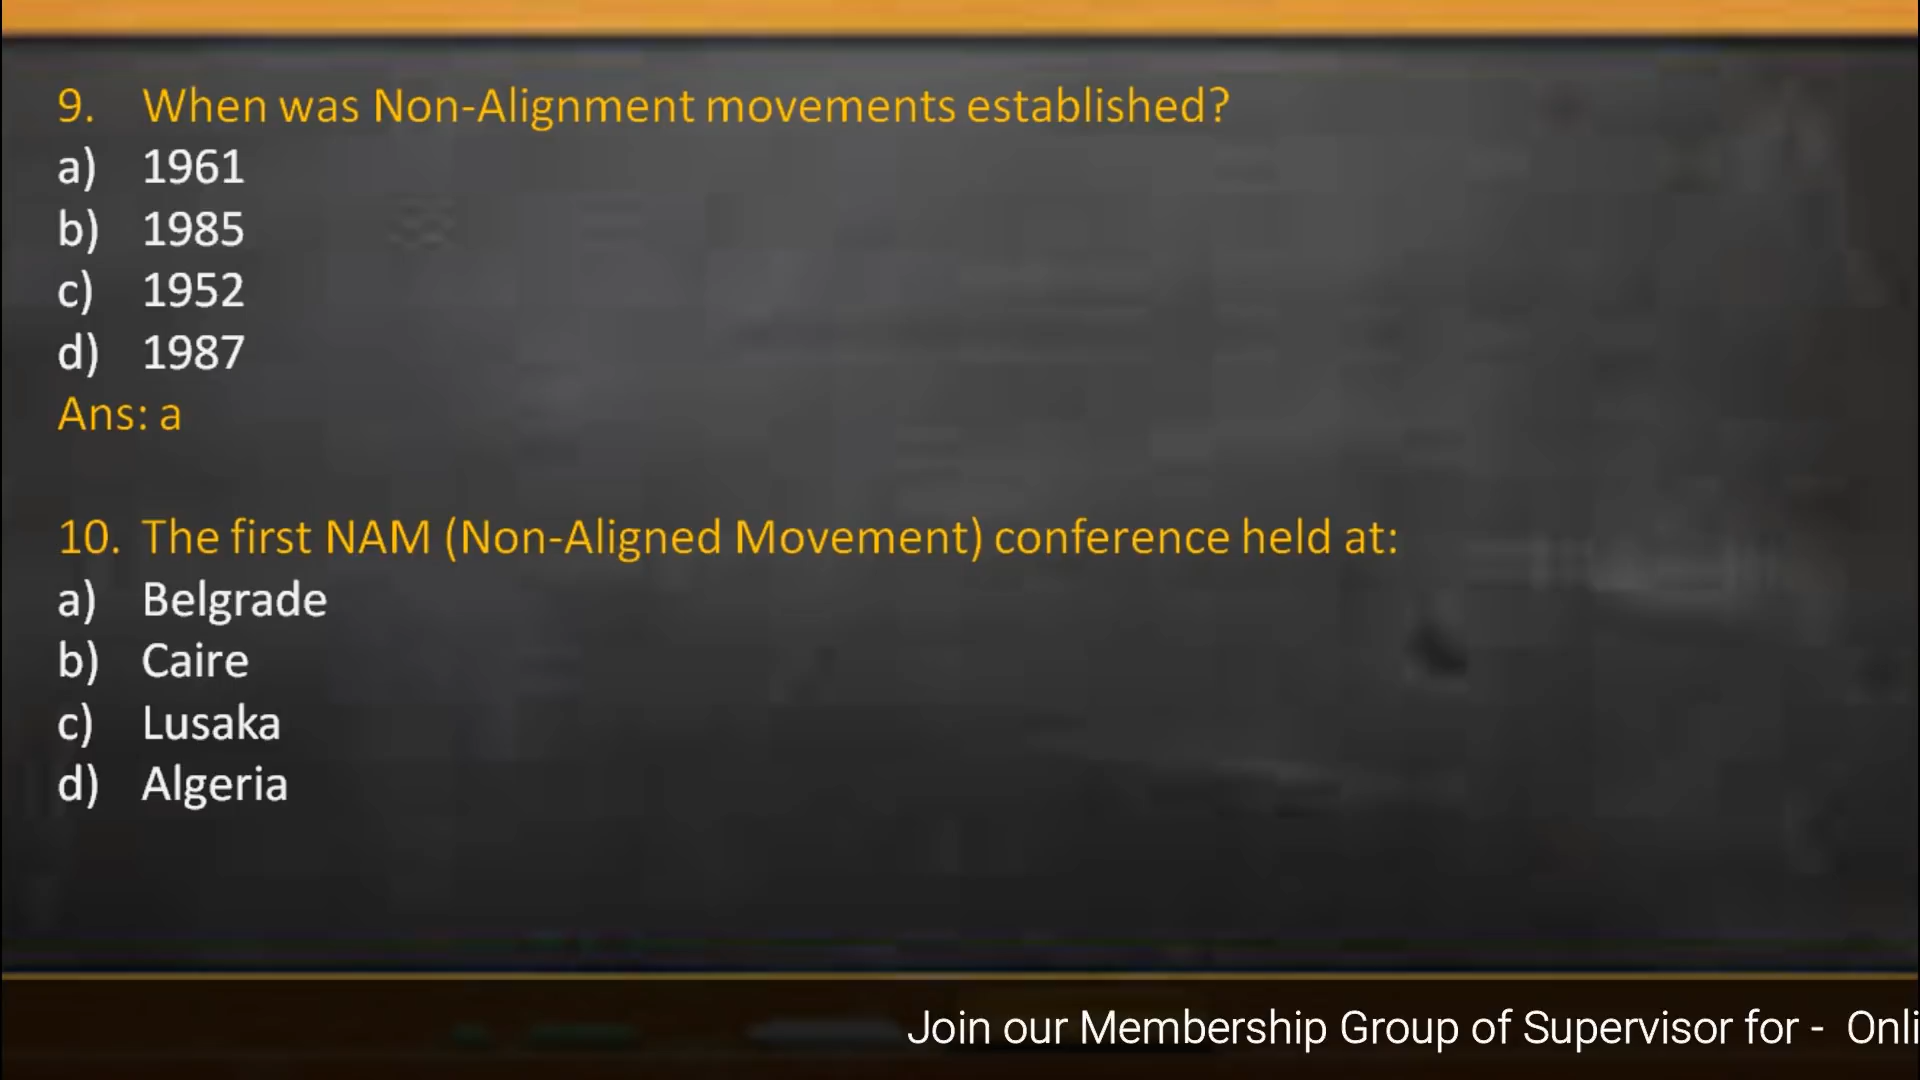 9. When was Non-Alignment movements established?
a) 1961
b) 1985
c) 1952
d) 1987
Ans: a
10. The first NAM (Non-Aligned Movement) conference held at:
a) Belgrade
b) Caire
c) Lusaka
d) Algeria
Join our Membership Group of Supervisor for - Onli